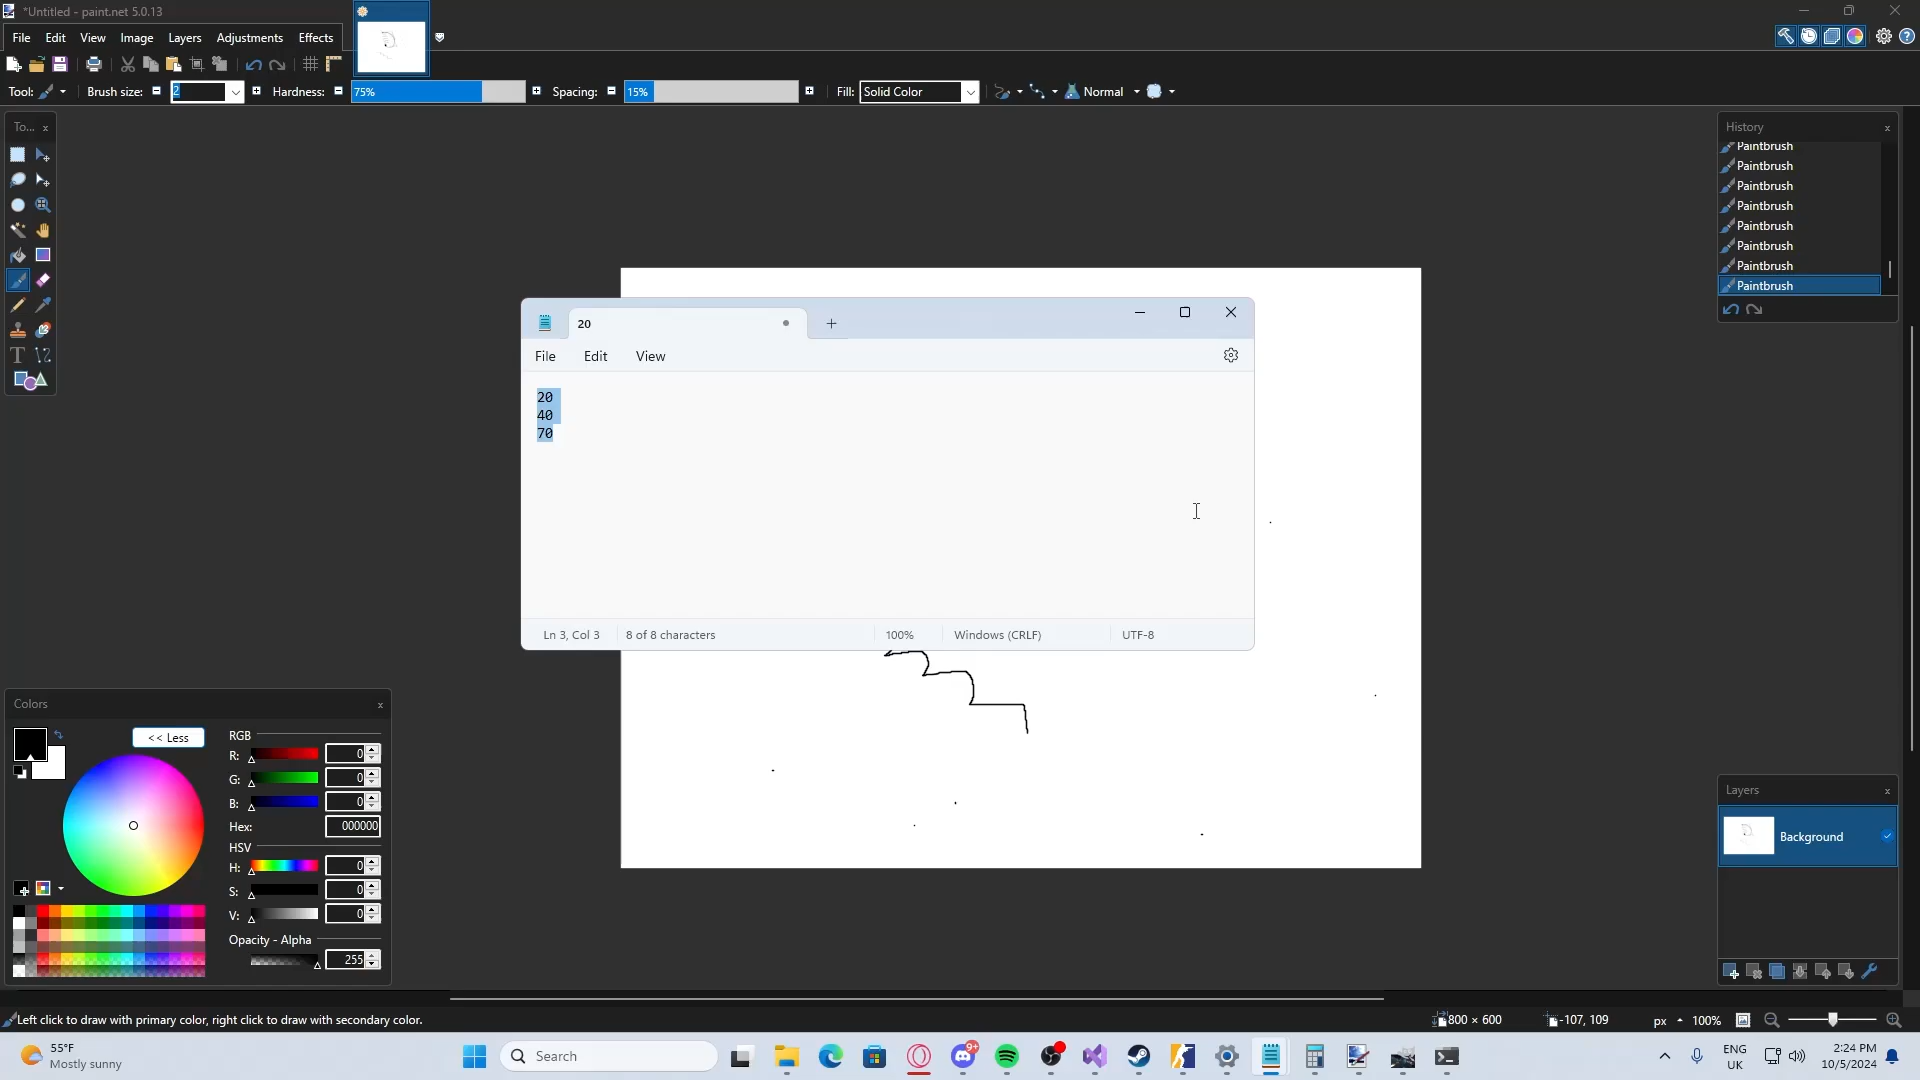 *Untitled - paint.net 5.0.13
File Edit View Image Layers Adjustments Effects
Tool: Brush size: 2 Hardness: 75% Spacing: 15% Fill: Solid Color Normal
To...
History
Paintbrush
Paintbrush
Paintbrush
Paintbrush
Paintbrush
Paintbrush
Paintbrush
Paintbrush
20
File Edit View
20
40
70
Ln 3, Col 3 8 of 8 characters 100% Windows (CRLF) UTF-8
Colors
<< Less
RGB
R: 0
G: 0
B: 0
Hex: 000000
HSV
H: 0
S: 0
V: 0
Opacity - Alpha
255
Layers
Background
Left click to draw with primary color, right click to draw with secondary color.
800 × 600 -107, 109 px 100%
55°F
Mostly sunny
Search
9+
ENG
UK
2:24 PM
10/5/2024